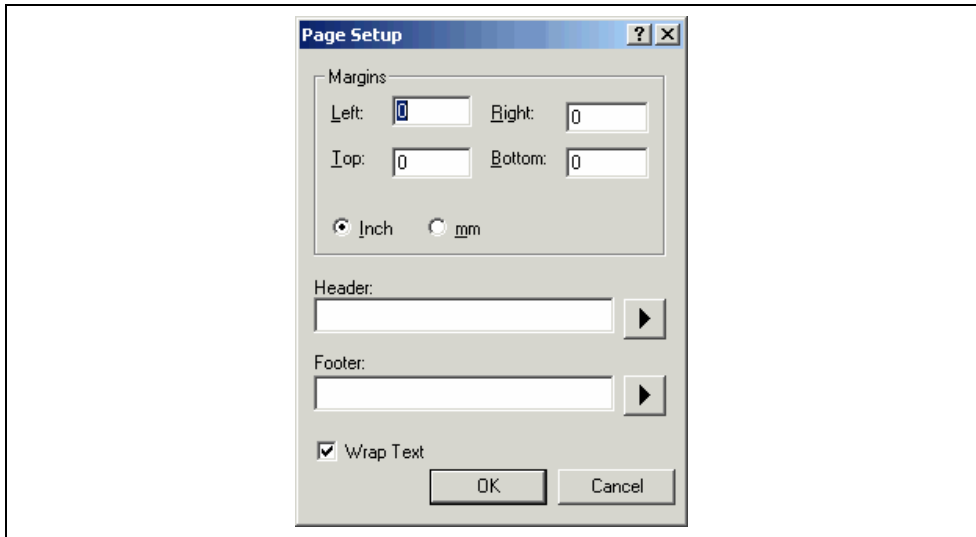 Page Setup
Margins
Left: 0 Right: 0
Top: 0 Bottom: 0
Inch mm
Header:
Footer:
Wrap Text
OK Cancel